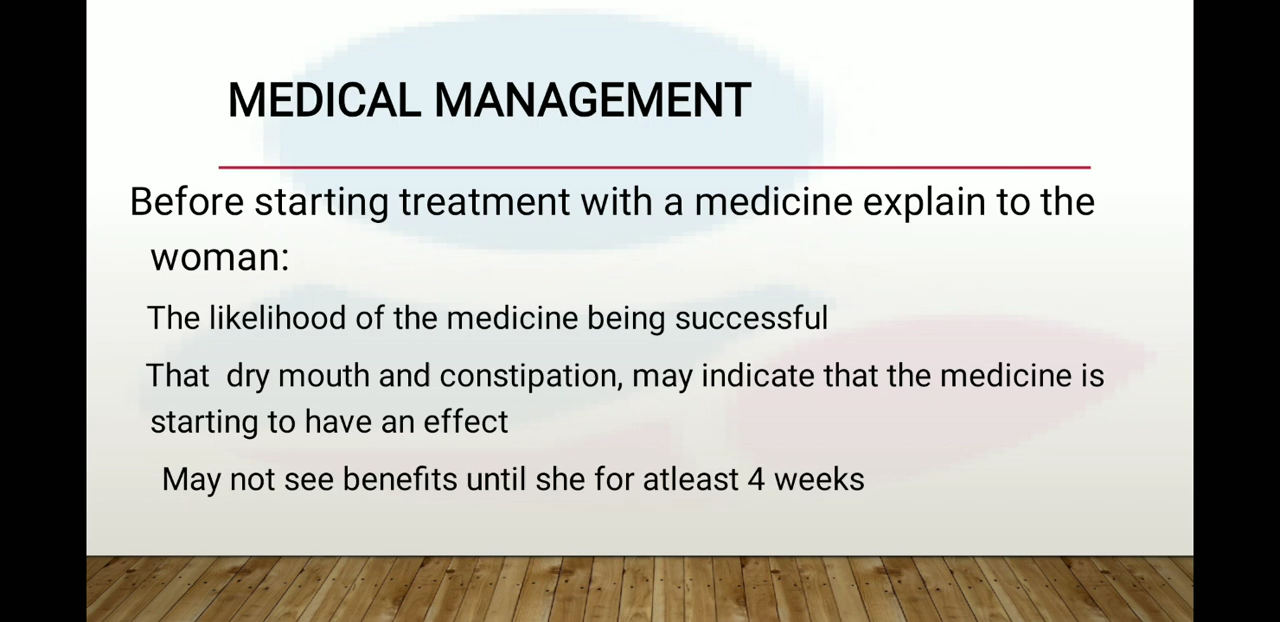 MEDICAL MANAGEMENT
Before starting treatment with a medicine explain to the
woman:
The likelihood of the medicine being successful
That  dry mouth and constipation, may indicate that the medicine is
starting to have an effect
May not see benefits until she for atleast 4 weeks